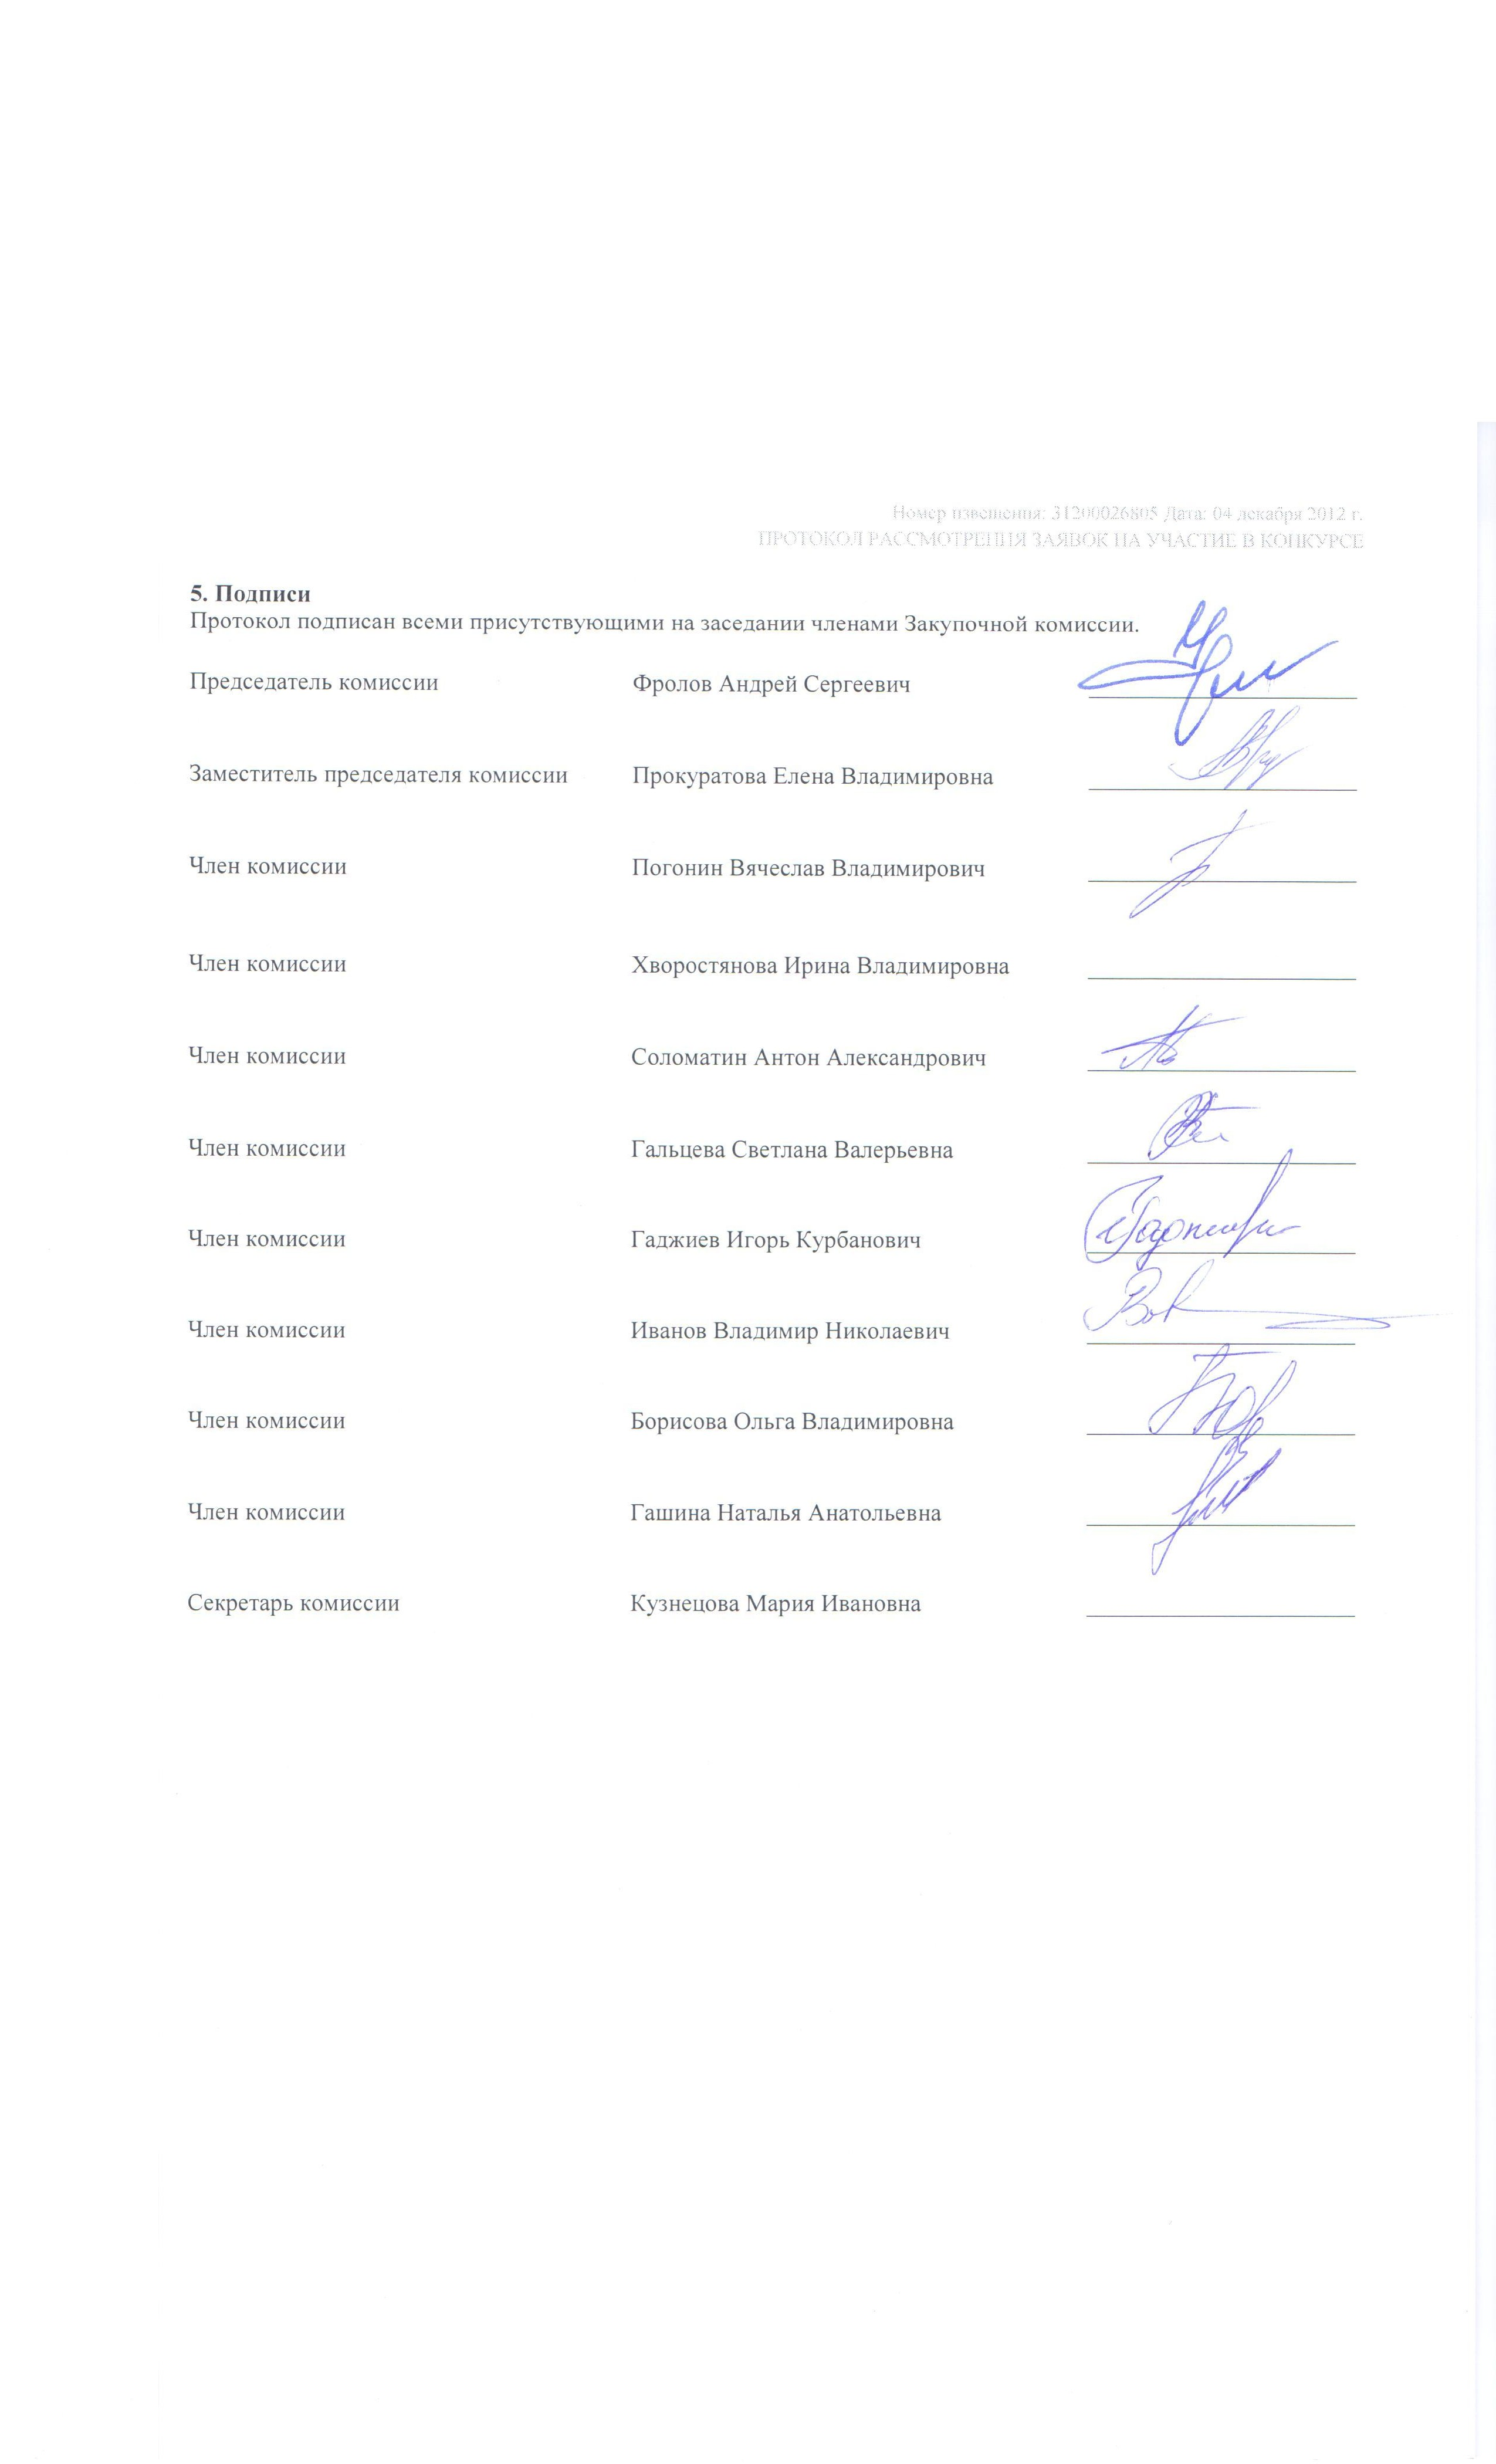 Номер извещения: 31200026805 Дата: 04 декабря 2012 г.
ПРОТОКОЛ РАССМОТРЕНИЯ ЗАЯВОК НА УЧАСТИЕ В КОНКУРСЕ
5. Подписи
Протокол подписан всеми присутствующими на заседании членами Закупочной комиссии.
Председатель комиссии Фролов Андрей Сергеевич
Заместитель председателя комиссии Прокуратова Елена Владимировна
Член комиссии Погонин Вячеслав Владимирович
Член комиссии Хворостянова Ирина Владимировна
Член комиссии Соломатин Антон Александрович
Член комиссии Гальцева Светлана Валерьевна
Член комиссии Гаджиев Игорь Курбанович
Член комиссии Иванов Владимир Николаевич
Член комиссии Борисова Ольга Владимировна
Член комиссии Гашина Наталья Анатольевна
Секретарь комиссии Кузнецова Мария Ивановна